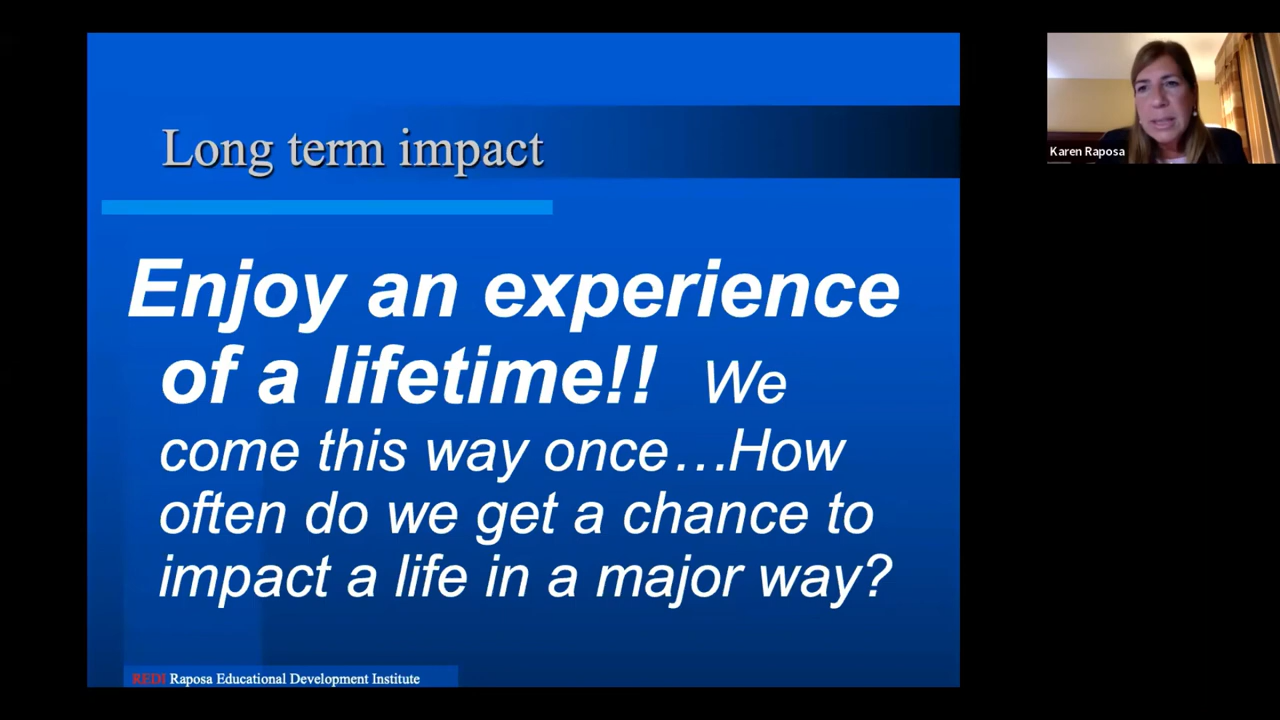 Long term impact
Enjoy an experience
of a lifetime!! We
come this way once…How
often do we get a chance to
impact a life in a major way?
REDI Raposa Educational Development Institute
Karen Raposa